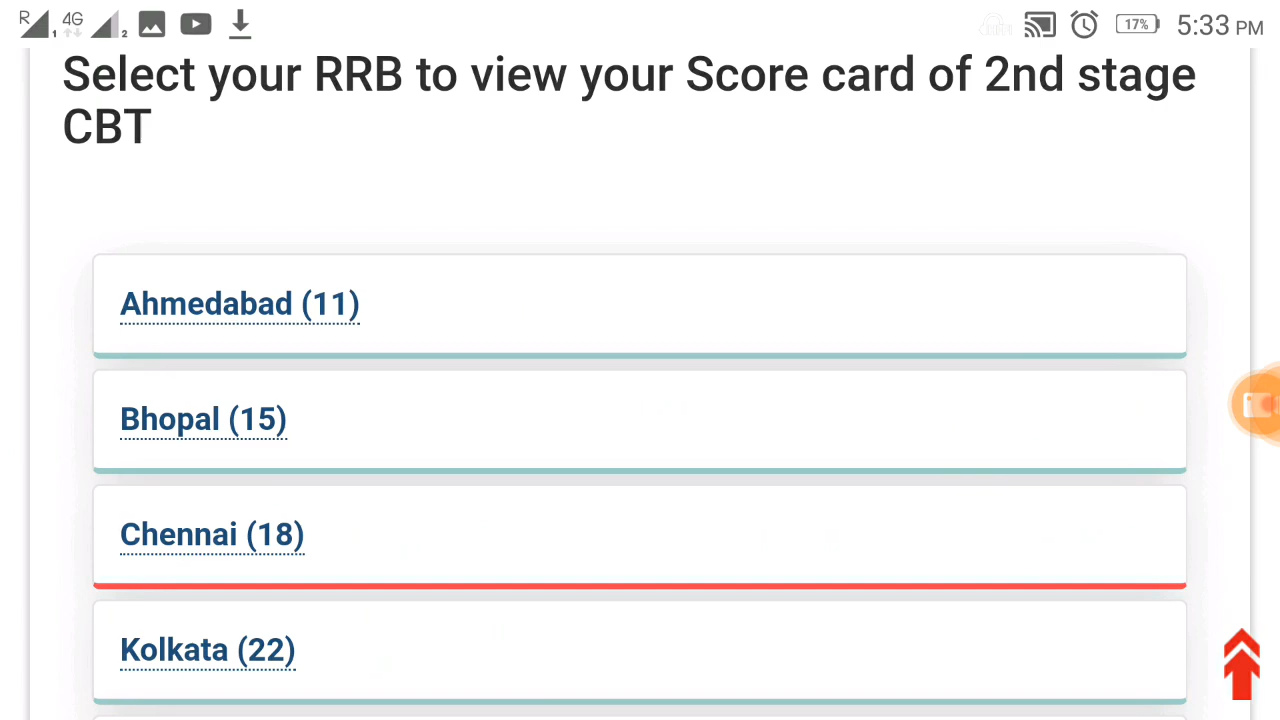 R 4G 1 2 17% 5:33 PM
Select your RRB to view your Score card of 2nd stage
CBT
Ahmedabad (11)
Bhopal (15)
Chennai (18)
Kolkata (22)